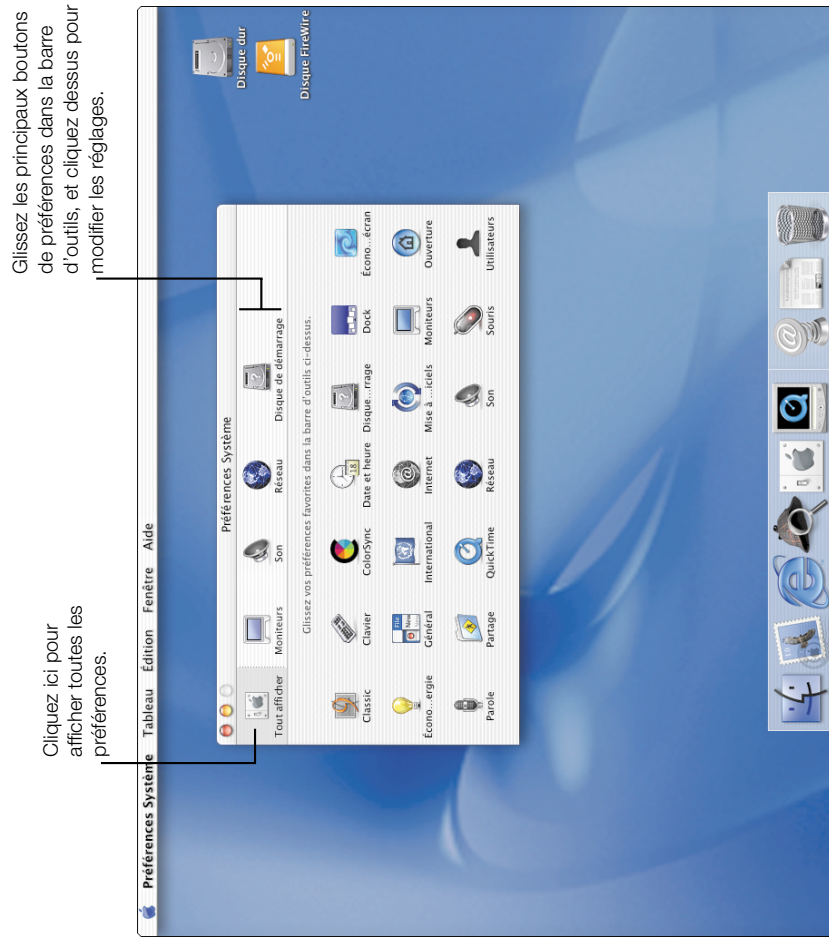 Glissez les principaux boutons
de préférences dans la barre
d'outils, et cliquez dessus pour
modifier les réglages.
Cliquez ici pour
afficher toutes les
préférences.
Préférences Système Tableau Édition Fenêtre Aide
Disque dur
Disque FireWire
Préférences Système
Tout afficher Moniteurs Son Réseau Disque de démarrage
Glissez vos préférences favorites dans la barre d'outils ci-dessus.
18
Classic Clavier ColorSync Date et heure Disque...rrage Dock Écono...écran
File
New
Écono...ergie Général International Internet Mise à ...iciels Moniteurs Ouverture
Parole Partage QuickTime Réseau Son Souris Utilisateurs